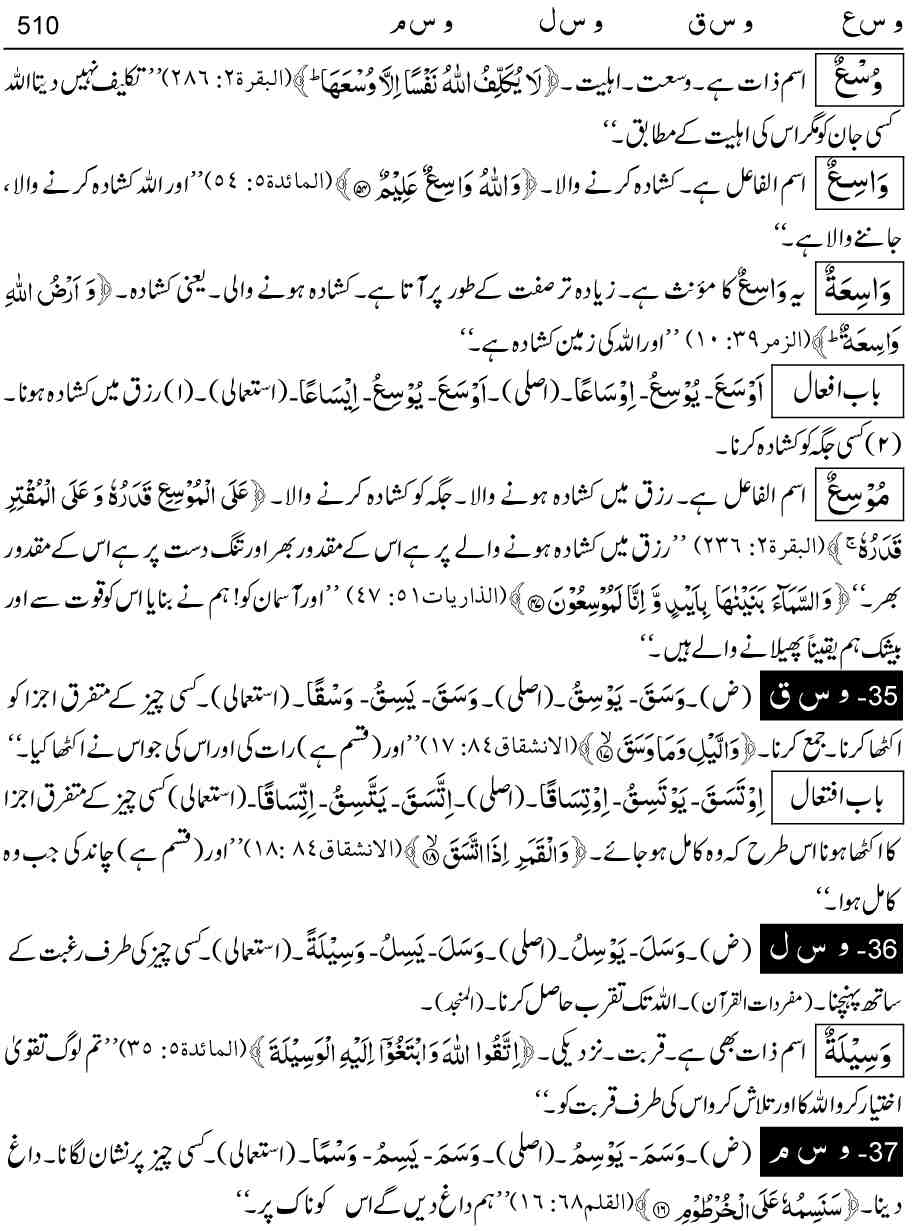 و س ع و س ق و س ل و س م 510
وُسْعٌ اسم ذات ہے۔ وسعت۔ اہلیت۔ ﴿لَا يُكَلِّفُ اللّٰهُ نَفْسًا اِلَّا وُسْعَهَا ؕ﴾ (البقرة۲: ۲۸۶) ’’تکلیف نہیں دیتا اللہ
کسی جان کو مگر اس کی اہلیت کے مطابق۔‘‘
وَاسِعٌ اسم الفاعل ہے۔ کشادہ کرنے والا۔ ﴿وَاللّٰهُ وَاسِعٌ عَلِيْمٌ ۝۵۴﴾ (المائدة۵: ۵۴) ’’اور اللہ کشادہ کرنے والا،
جاننے والا ہے۔‘‘
وَاسِعَةٌ یہ وَاسِعٌ کا مؤنث ہے۔ زیادہ تر صفت کے طور پر آتا ہے۔ کشادہ ہونے والی۔ یعنی کشادہ۔ ﴿وَ اَرْضُ اللّٰهِ
وَاسِعَةٌ ؕ﴾ (الزمر۳۹: ۱۰) ’’اور اللہ کی زمین کشادہ ہے۔‘‘
باب افعال اَوْسَعَ۔ يُوْسِعُ۔ اِوْسَاعًا۔ (اصلی)۔ اَوْسَعَ۔ يُوْسِعُ۔ اِيْسَاعًا۔ (استعمالی)۔ (۱) رزق میں کشادہ ہونا۔
(۲) کسی جگہ کو کشادہ کرنا۔
مُوْسِعٌ اسم الفاعل ہے۔ رزق میں کشادہ ہونے والا۔ جگہ کو کشادہ کرنے والا۔ ﴿عَلَى الْمُوْسِعِ قَدَرُهٗ وَ عَلَى الْمُقْتِرِ
قَدَرُهٗ ۚ﴾ (البقرة۲: ۲۳۶) ’’رزق میں کشادہ ہونے والے پر ہے اس کے مقدور بھر اور تنگ دست پر ہے اس کے مقدور
بھر۔‘‘ ﴿وَالسَّمَآءَ بَنَيْنٰهَا بِاَيْىدٍ وَّ اِنَّا لَمُوْسِعُوْنَ ۝۴۷﴾ (الذاریات۵۱: ۴۷) ’’اور آسمان کو! ہم نے بنایا اس کو قوت سے اور
بیشک ہم یقیناً پھیلانے والے ہیں۔‘‘
35- و س ق (ض)۔ وَسَقَ۔ يَوْسِقُ۔ (اصلی)۔ وَسَقَ۔ يَسِقُ۔ وَسْقًا۔ (استعمالی)۔ کسی چیز کے متفرق اجزا کو
اکٹھا کرنا۔ جمع کرنا۔ ﴿وَالَّيْلِ وَمَا وَسَقَ ۙ۝۱۷﴾ (الانشقاق۸۴: ۱۷) ’’اور (قسم ہے) رات کی اور اس کی جو اس نے اکٹھا کیا۔‘‘
باب افتعال اِوْتَسَقَ۔ يَوْتَسِقُ۔ اِوْتِسَاقًا۔ (اصلی)۔ اِتَّسَقَ۔ يَتَّسِقُ۔ اِتِّسَاقًا۔ (استعمالی) کسی چیز کے متفرق اجزا
کا اکٹھا ہونا اس طرح کہ وہ کامل ہو جائے۔ ﴿وَالْقَمَرِ اِذَا اتَّسَقَ ۙ۝۱۸﴾ (الانشقاق۸۴: ۱۸) ’’اور (قسم ہے) چاند کی جب وہ
کامل ہوا۔‘‘
36- و س ل (ض)۔ وَسَلَ۔ يَوْسِلُ۔ (اصلی)۔ وَسَلَ۔ يَسِلُ۔ وَسِيْلَةً۔ (استعمالی)۔ کسی چیز کی طرف رغبت کے
ساتھ پہنچنا۔ (مفردات القرآن)۔ اللہ تک تقرب حاصل کرنا۔ (المنجد)۔
وَسِيْلَةٌ اسم ذات بھی ہے۔ قربت۔ نزدیکی۔ ﴿اتَّقُوا اللّٰهَ وَابْتَغُوْٓا اِلَيْهِ الْوَسِيْلَةَ﴾ (المائدة۵: ۳۵) ’’تم لوگ تقویٰ
اختیار کرو اللہ کا اور تلاش کرو اس کی طرف قربت کو۔‘‘
37- و س م (ض)۔ وَسَمَ۔ يَوْسِمُ۔ (اصلی)۔ وَسَمَ۔ يَسِمُ۔ وَسْمًا۔ (استعمالی)۔ کسی چیز پر نشان لگانا۔ داغ
دینا۔ ﴿سَنَسِمُهٗ عَلَى الْخُرْطُوْمِ ۝۱۶﴾ (القلم۶۸: ۱۶) ’’ہم داغ دیں گے اس کو ناک پر۔‘‘